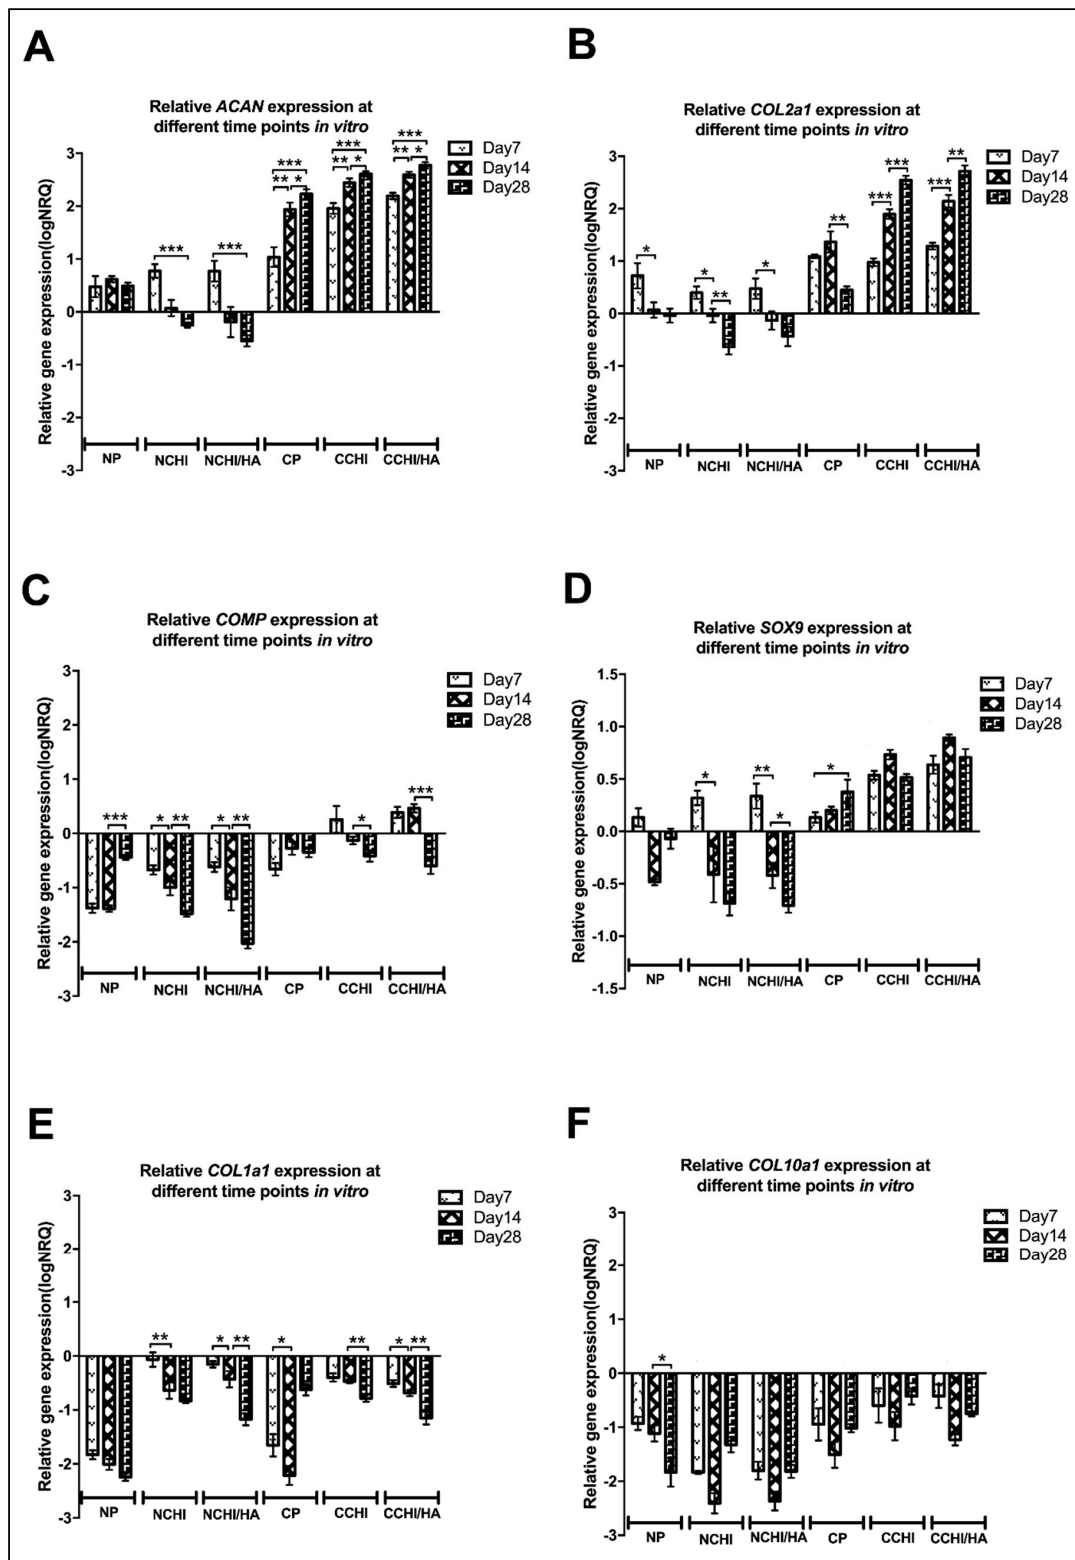 A
Relative ACAN expression at
different time points in vitro
Day7
Day14
Day28
Relative gene expression(logNRQ)
3
2
1
0
-1
-2
-3
*** *** ***
** * ** * ** *
*** ***
NP NCHI NCHI/HA CP CCHI CCHI/HA
B
Relative COL2a1 expression at
different time points in vitro
Day7
Day14
Day28
Relative gene expression(logNRQ)
3
2
1
0
-1
-2
-3
* * ** * ** *** *** *** **
NP NCHI NCHI/HA CP CCHI CCHI/HA
C
Relative COMP expression at
different time points in vitro
Day7
Day14
Day28
Relative gene expression(logNRQ)
3
2
1
0
-1
-2
-3
*** * ** * ** * ***
NP NCHI NCHI/HA CP CCHI CCHI/HA
D
Relative SOX9 expression at
different time points in vitro
Day7
Day14
Day28
Relative gene expression(logNRQ)
1.5
1.0
0.5
0.0
-0.5
-1.0
-1.5
* ** * *
NP NCHI NCHI/HA CP CCHI CCHI/HA
E
Relative COL1a1 expression at
different time points in vitro
Day7
Day14
Day28
Relative gene expression(logNRQ)
3
2
1
0
-1
-2
-3
** * ** * ** * **
NP NCHI NCHI/HA CP CCHI CCHI/HA
F
Relative COL10a1 expression at
different time points in vitro
Day7
Day14
Day28
Relative gene expression(logNRQ)
3
2
1
0
-1
-2
-3
*
NP NCHI NCHI/HA CP CCHI CCHI/HA